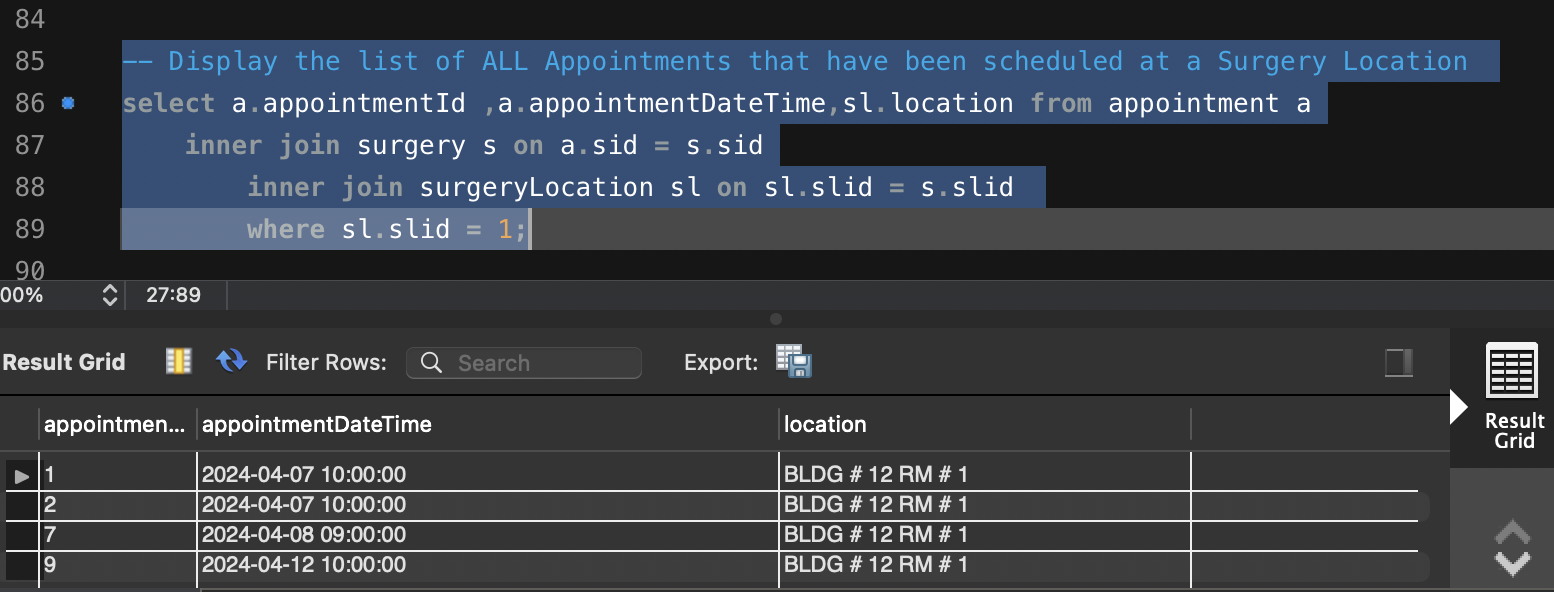 84
85 -- Display the list of ALL Appointments that have been scheduled at a Surgery Location
86 select a.appointmentId ,a.appointmentDateTime,sl.location from appointment a
87 inner join surgery s on a.sid = s.sid
88 inner join surgeryLocation sl on sl.slid = s.slid
89 where sl.slid = 1;
90
00% 27:89
Result Grid Filter Rows: Search Export:
appointmen... appointmentDateTime location
1 2024-04-07 10:00:00 BLDG # 12 RM # 1
2 2024-04-07 10:00:00 BLDG # 12 RM # 1
7 2024-04-08 09:00:00 BLDG # 12 RM # 1
9 2024-04-12 10:00:00 BLDG # 12 RM # 1
Result
Grid